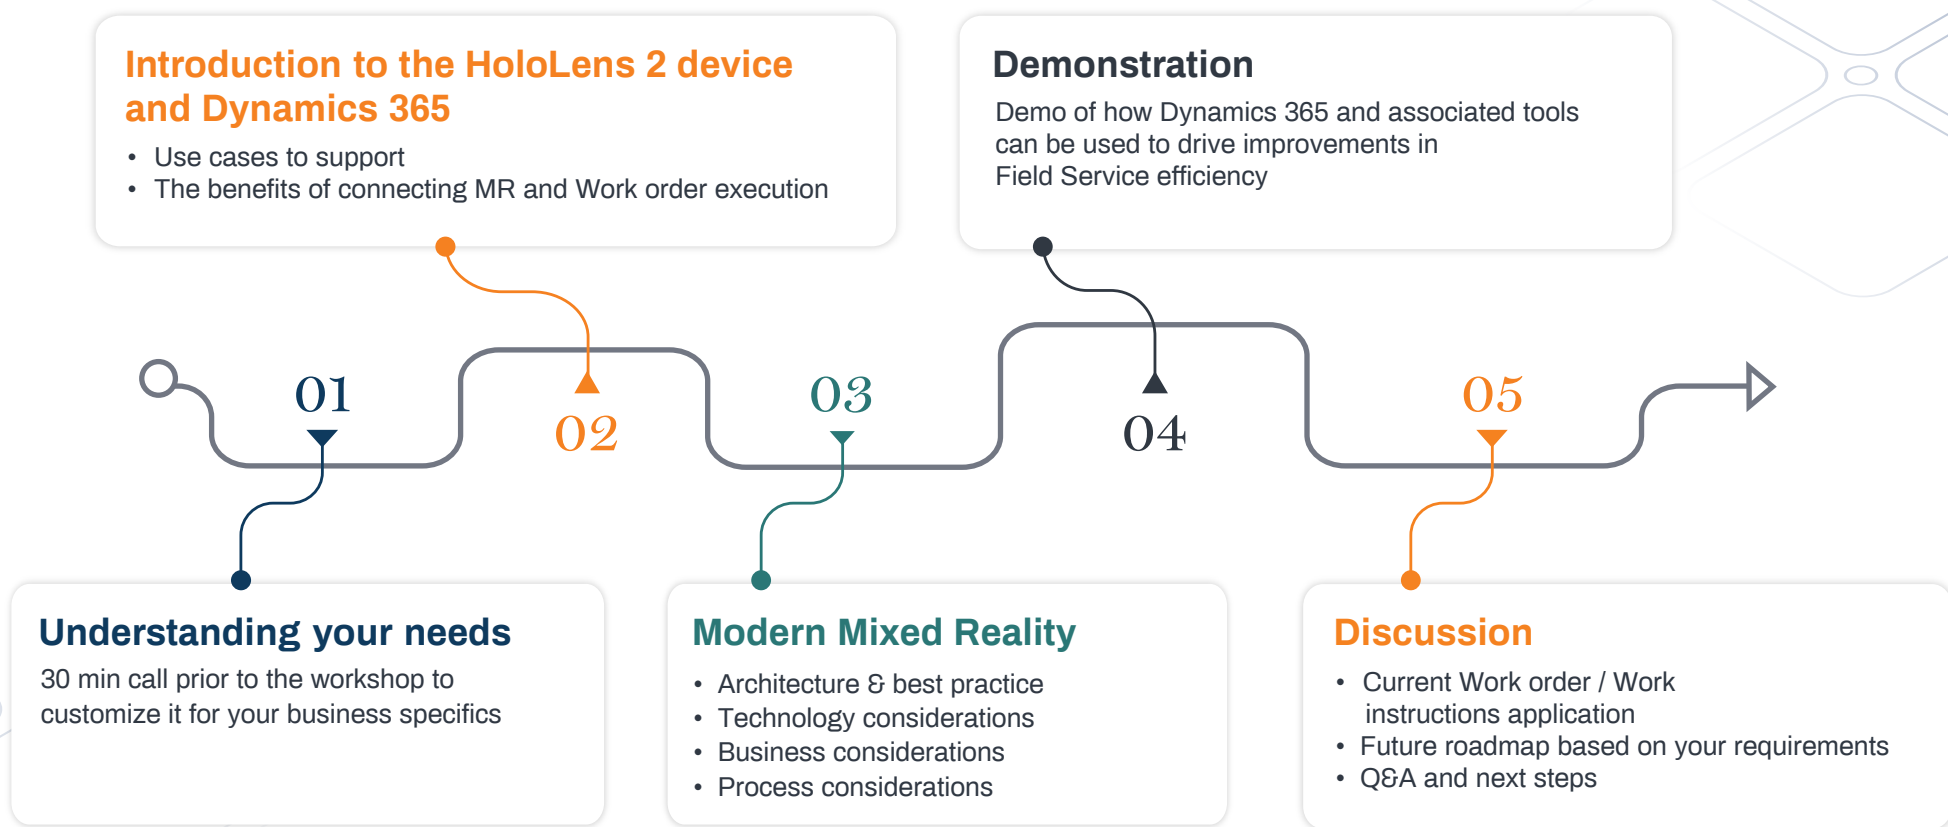 Introduction to the HoloLens 2 device
and Dynamics 365
• Use cases to support
• The benefits of connecting MR and Work order execution
Demonstration
Demo of how Dynamics 365 and associated tools
can be used to drive improvements in
Field Service efficiency
01
02
03
04
05
Understanding your needs
30 min call prior to the workshop to
customize it for your business specifics
Modern Mixed Reality
• Architecture & best practice
• Technology considerations
• Business considerations
• Process considerations
Discussion
• Current Work order / Work
instructions application
• Future roadmap based on your requirements
• Q&A and next steps